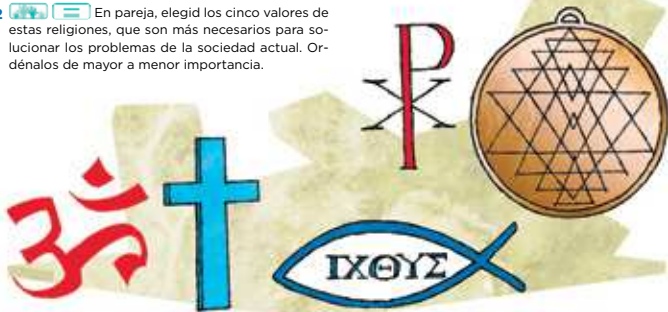 2 En pareja, elegid los cinco valores de
estas religiones, que son más necesarios para so-
lucionar los problemas de la sociedad actual. Or-
dénalos de mayor a menor importancia.
ΙΧΘΥΣ